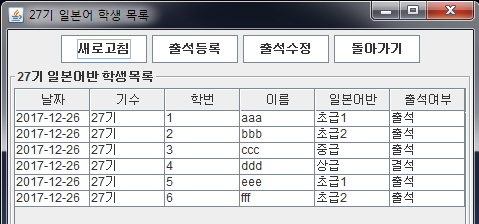 27기 일본어 학생 목록
새로고침 출석등록 출석수정 돌아가기
27기 일본어반 학생목록
날짜 기수 학번 이름 일본어반 출석여부
2017-12-26 27기 1 aaa 초급1 출석
2017-12-26 27기 2 bbb 초급2 출석
2017-12-26 27기 3 ccc 중급 출석
2017-12-26 27기 4 ddd 상급 결석
2017-12-26 27기 5 eee 초급1 출석
2017-12-26 27기 6 fff 초급2 출석